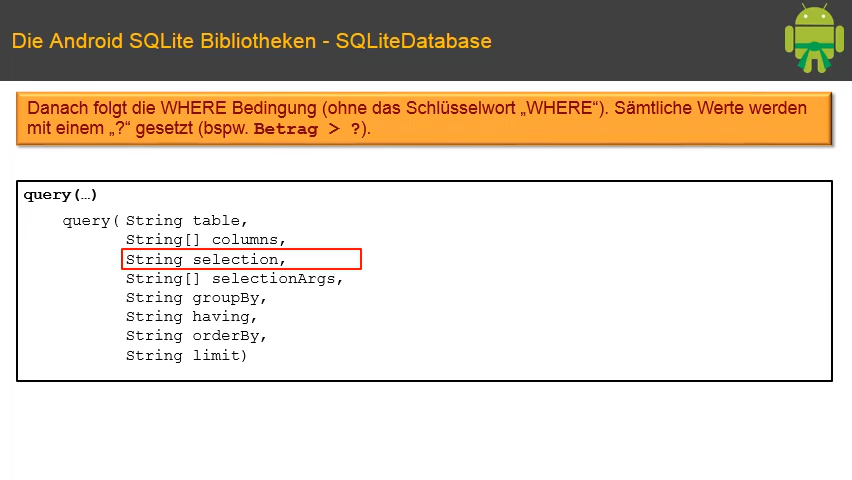 Die Android SQLite Bibliotheken - SQLiteDatabase
Danach folgt die WHERE Bedingung (ohne das Schlüsselwort „WHERE“). Sämtliche Werte werden
mit einem „?“ gesetzt (bspw. Betrag > ?).
query(…)
query( String table,
String[] columns,
String selection,
String[] selectionArgs,
String groupBy,
String having,
String orderBy,
String limit)